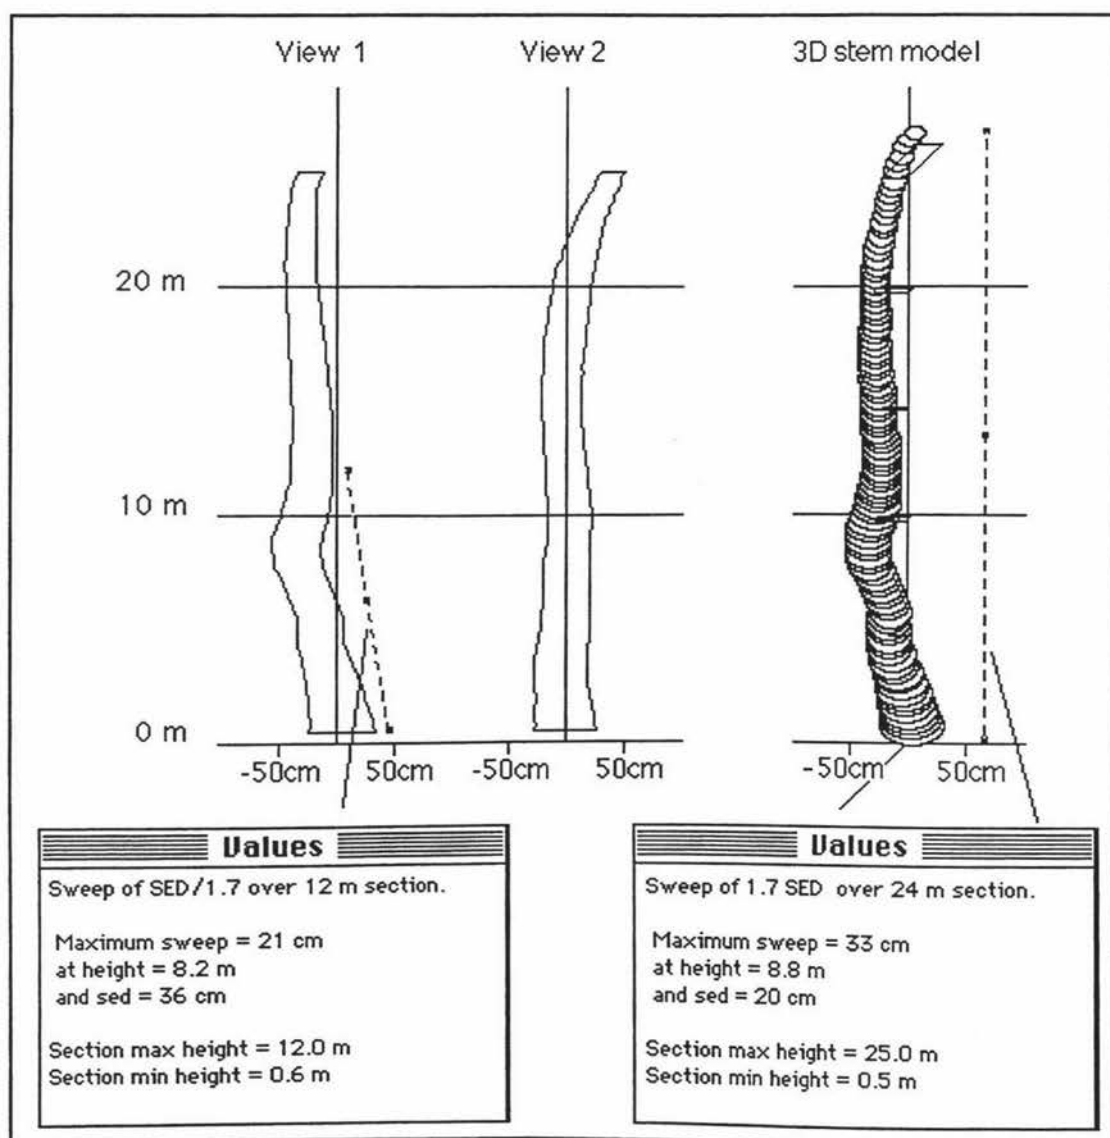 View 1 View 2 3D stem model
20 m
10 m
0 m
-50cm 50cm -50cm 50cm -50cm 50cm
Values
Sweep of SED/1.7 over 12 m section.
Maximum sweep = 21 cm
at height = 8.2 m
and sed = 36 cm
Section max height = 12.0 m
Section min height = 0.6 m
Values
Sweep of 1.7 SED over 24 m section.
Maximum sweep = 33 cm
at height = 8.8 m
and sed = 20 cm
Section max height = 25.0 m
Section min height = 0.5 m